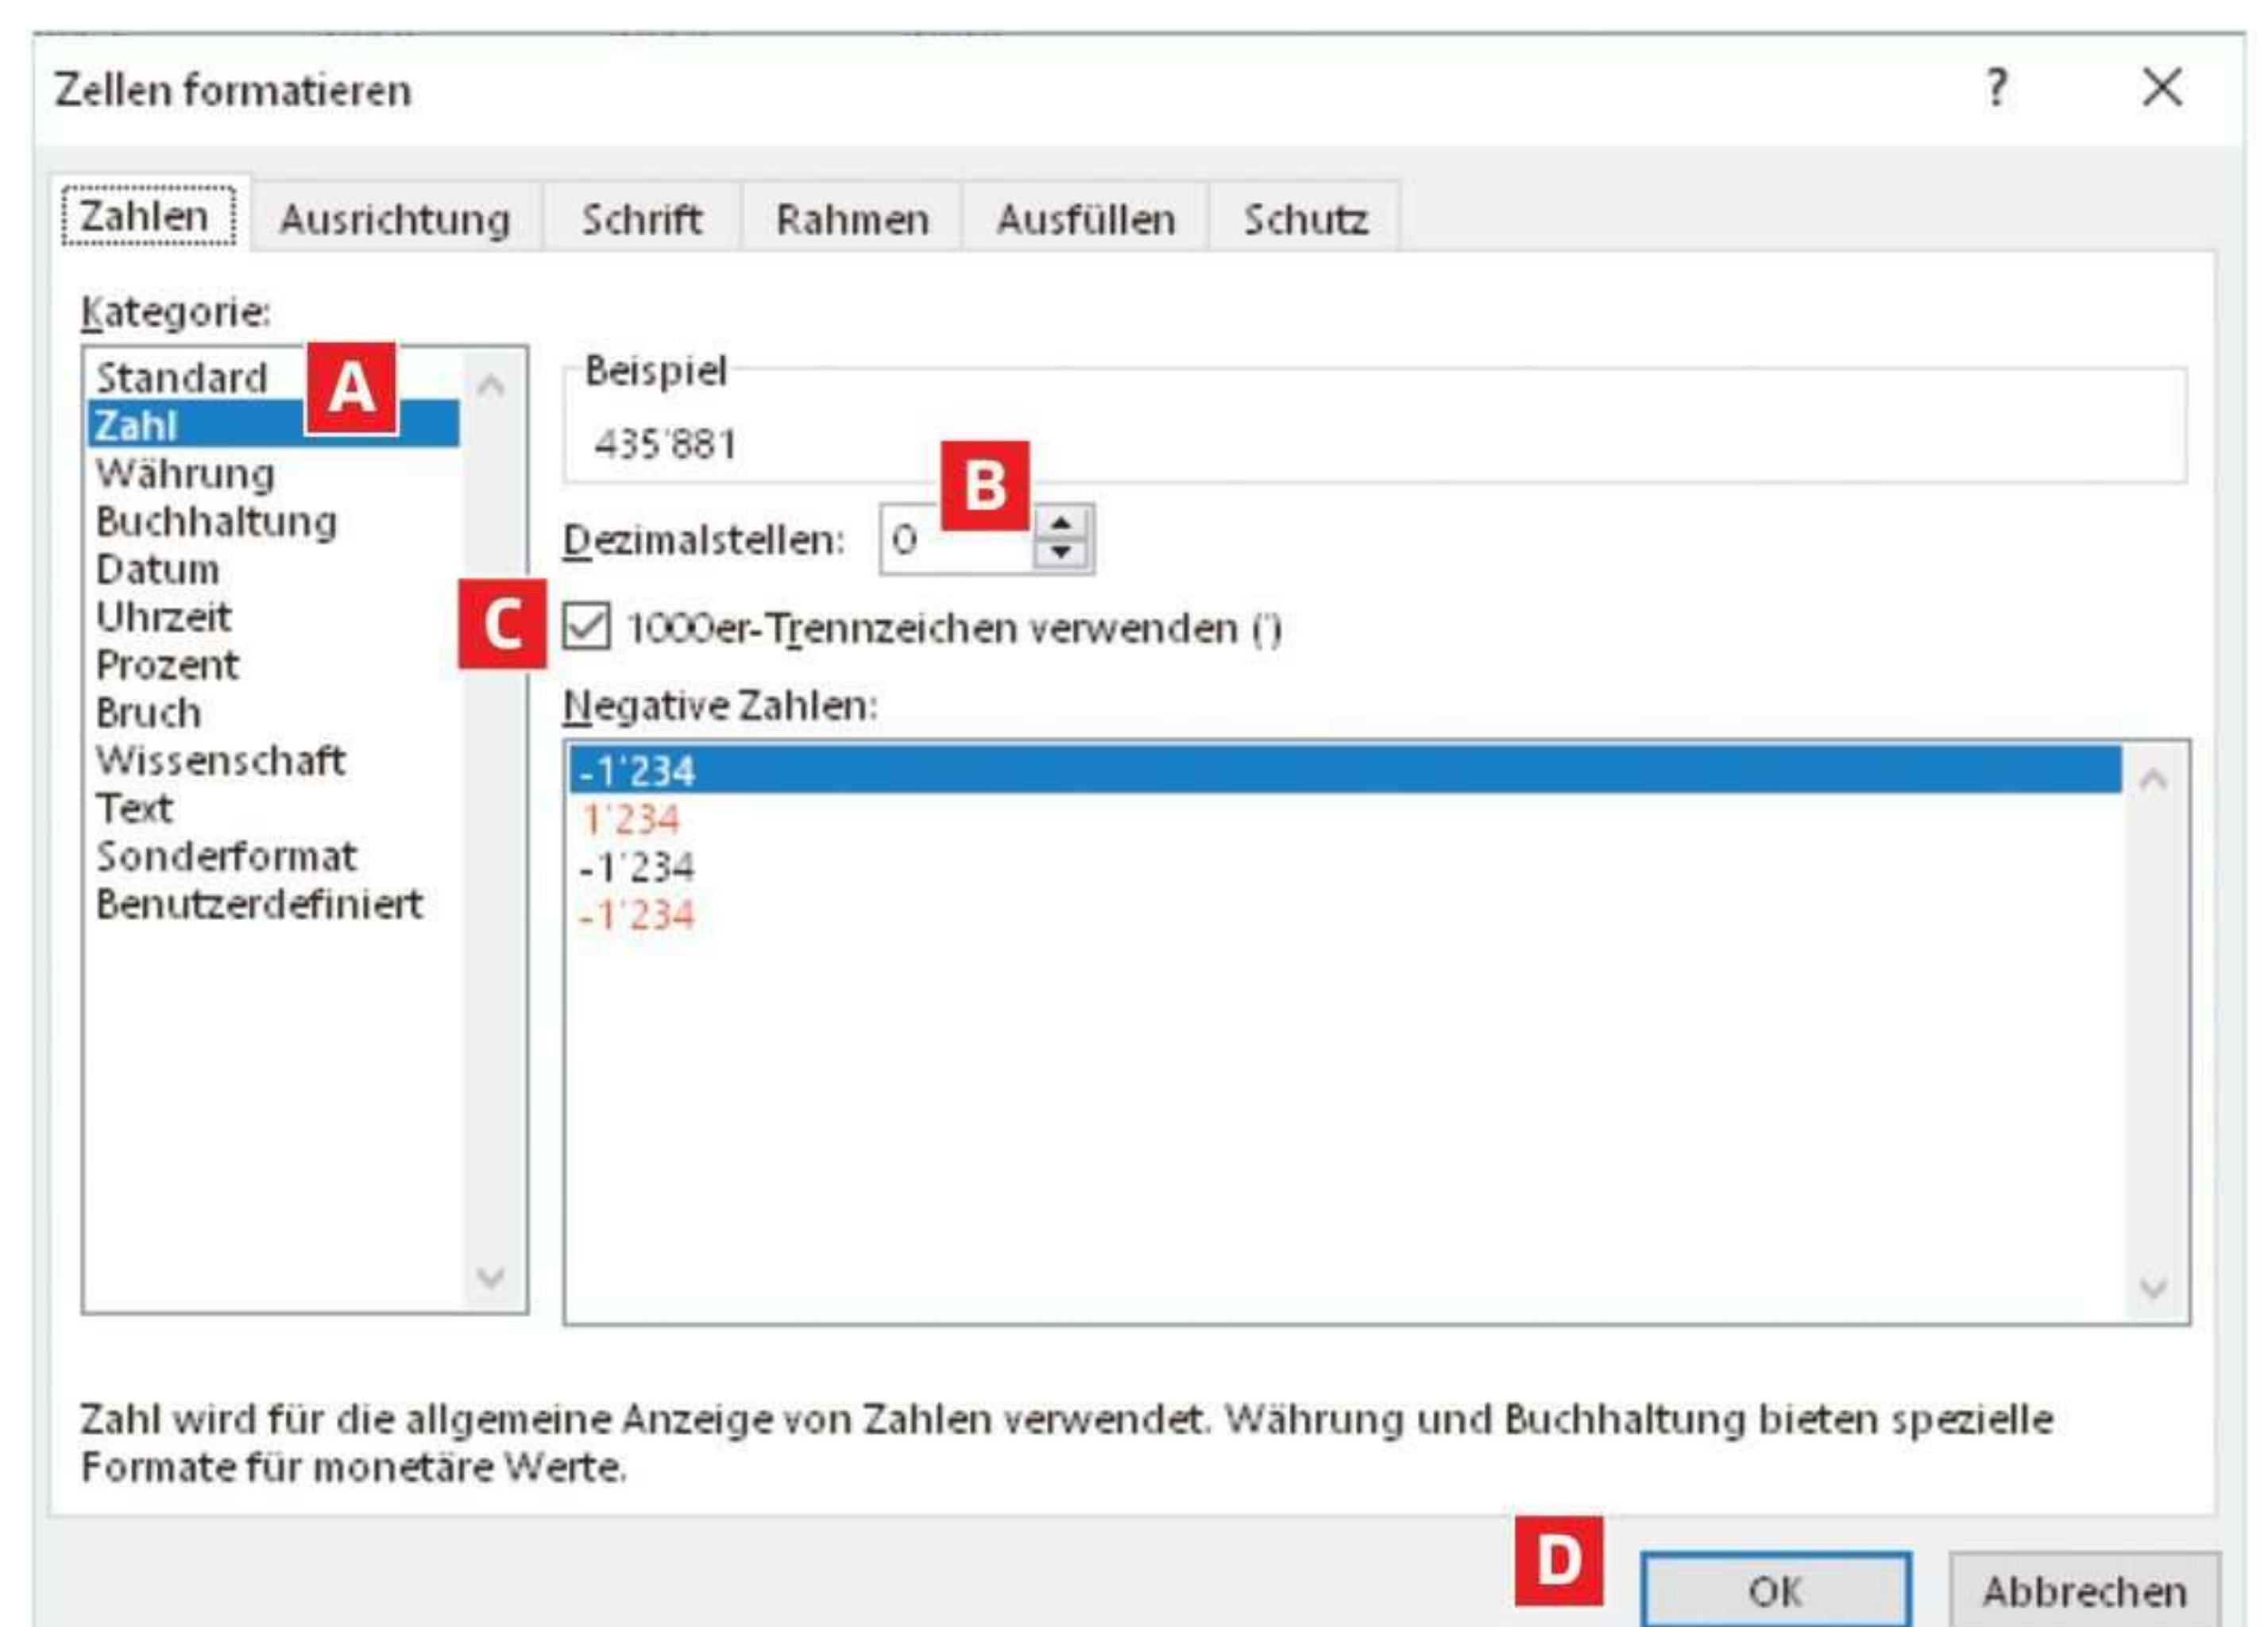 Zellen formatieren
?
Zahlen Ausrichtung Schrift Rahmen Ausfüllen Schutz
Kategorie:
Standard
A
Zahl
Währung
Buchhaltung
Datum
Uhrzeit
Prozent
Bruch
Wissenschaft
Text
Sonderformat
Benutzerdefiniert
Beispiel
435'881
B
Dezimalstellen: 0
C
1000er-Trennzeichen verwenden (')
Negative Zahlen:
-1'234
1'234
-1'234
-1'234
Zahl wird für die allgemeine Anzeige von Zahlen verwendet. Währung und Buchhaltung bieten spezielle
Formate für monetäre Werte.
D
OK Abbrechen